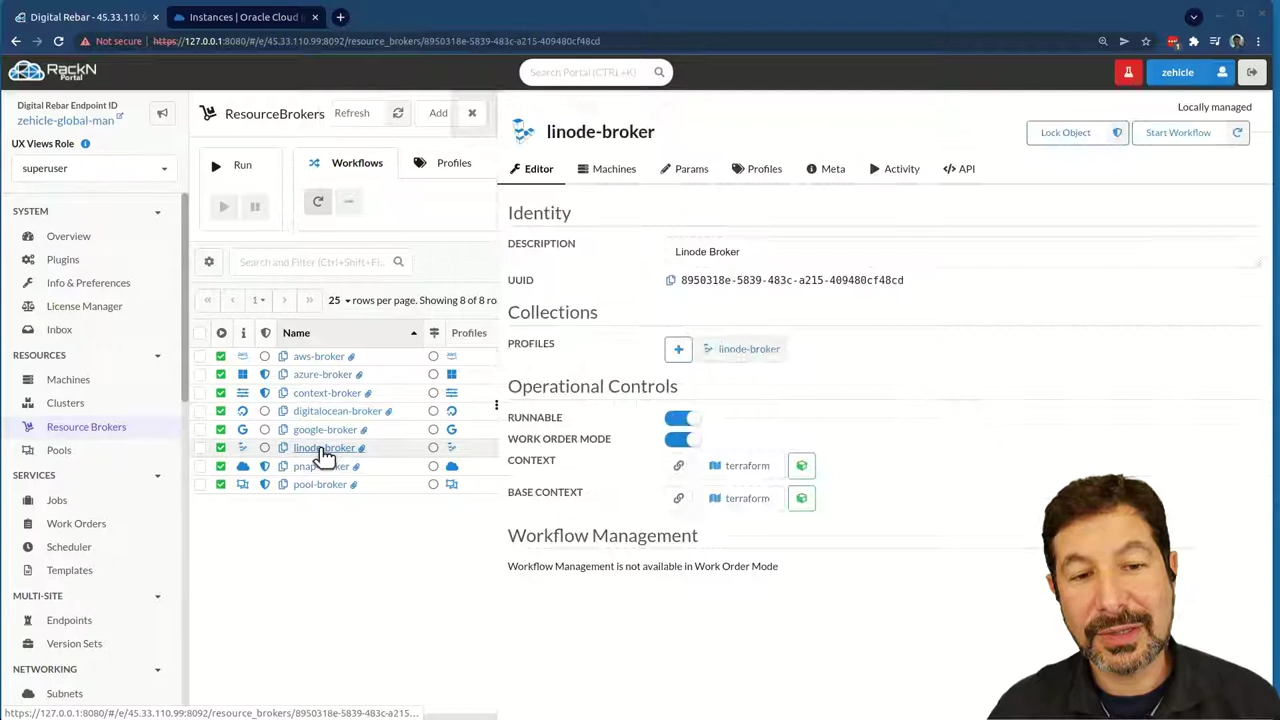 Digital Rebar - 45.33.110.9
Instances | Oracle Cloud I
Not secure
https://127.0.0.1:8080/#/e/45.33.110.99:8092/resource_brokers/8950318e-5839-483c-a215-409480cf48cd
RackN
Portal
Search Portal (CTRL+K)
zehicle
Digital Rebar Endpoint ID
zehicle-global-man
UX Views Role
superuser
SYSTEM
Overview
Plugins
Info & Preferences
License Manager
Inbox
RESOURCES
Machines
Clusters
Resource Brokers
Pools
SERVICES
Jobs
Work Orders
Scheduler
Templates
MULTI-SITE
Endpoints
Version Sets
NETWORKING
Subnets
ResourceBrokers
Refresh
Add
Run
Workflows
Profiles
Search and Filter (Ctrl+Shift+F)...
1
25 rows per page. Showing 8 of 8 ro
Name
Profiles
aws-broker
azure-broker
context-broker
digitalocean-broker
google-broker
linode-broker
pnap-broker
pool-broker
Locally managed
linode-broker
Lock Object
Start Workflow
Editor
Machines
Params
Profiles
Meta
Activity
</> API
Identity
DESCRIPTION
Linode Broker
UUID
8950318e-5839-483c-a215-409480cf48cd
Collections
PROFILES
linode-broker
Operational Controls
RUNNABLE
WORK ORDER MODE
CONTEXT
terraform
BASE CONTEXT
terraform
Workflow Management
Workflow Management is not available in Work Order Mode
https://127.0.0.1:8080/#/e/45.33.110.99:8092/resource_brokers/8950318e-5839-483c-a215...